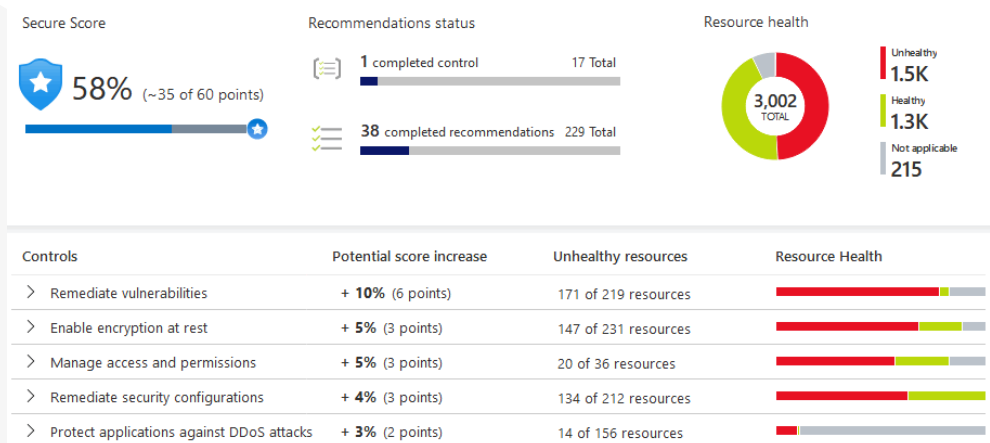 Secure Score
58% (~35 of 60 points)
Recommendations status
1 completed control 17 Total
38 completed recommendations 229 Total
Resource health
3,002
TOTAL
Unhealthy
1.5K
Healthy
1.3K
Not applicable
215
Controls Potential score increase Unhealthy resources Resource Health
Remediate vulnerabilities + 10% (6 points) 171 of 219 resources
Enable encryption at rest + 5% (3 points) 147 of 231 resources
Manage access and permissions + 5% (3 points) 20 of 36 resources
Remediate security configurations + 4% (3 points) 134 of 212 resources
Protect applications against DDoS attacks + 3% (2 points) 14 of 156 resources